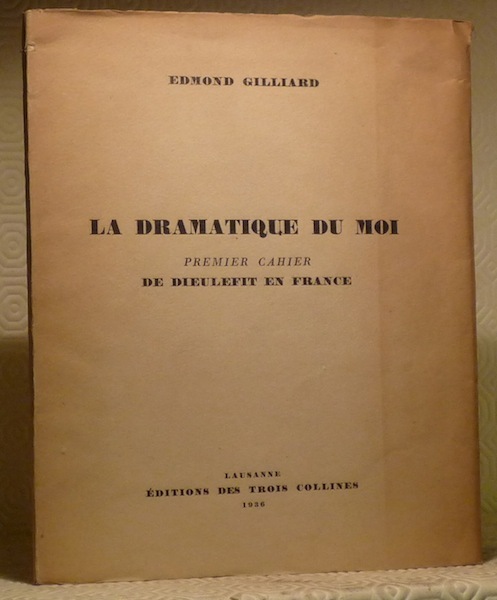 EDMOND GILLIARD
LA DRAMATIQUE DU MOI
PREMIER CAHIER
DE DIEULEFIT EN FRANCE
LAUSANNE
ÉDITIONS DES TROIS COLLINES
1936